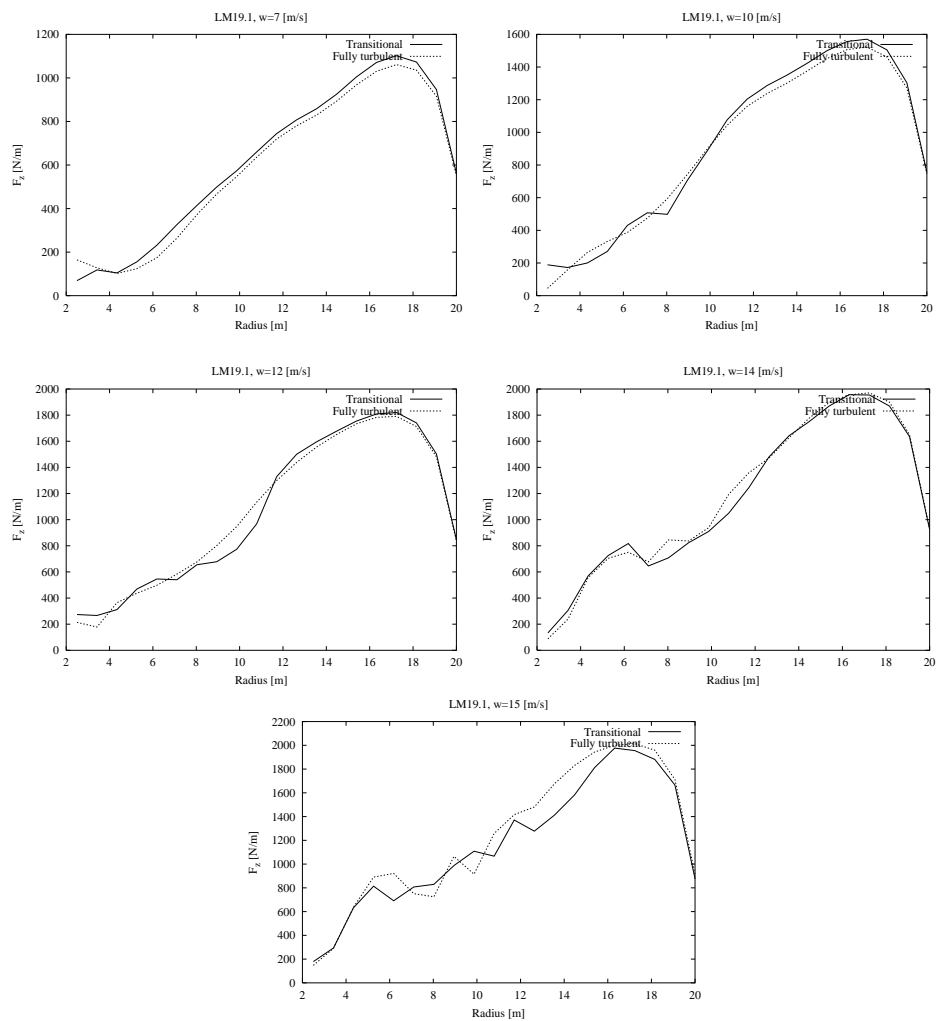 LM19.1, w=7 [m/s]
1200
1000
800
600
400
200
0
F_z [N/m]
Transitional
Fully turbulent
2 4 6 8 10 12 14 16 18 20
Radius [m]
LM19.1, w=10 [m/s]
1600
1400
1200
1000
800
600
400
200
0
F_z [N/m]
Transitional
Fully turbulent
2 4 6 8 10 12 14 16 18 20
Radius [m]
LM19.1, w=12 [m/s]
2000
1800
1600
1400
1200
1000
800
600
400
200
0
F_z [N/m]
Transitional
Fully turbulent
2 4 6 8 10 12 14 16 18 20
Radius [m]
LM19.1, w=14 [m/s]
2000
1800
1600
1400
1200
1000
800
600
400
200
0
F_z [N/m]
Transitional
Fully turbulent
2 4 6 8 10 12 14 16 18 20
Radius [m]
LM19.1, w=15 [m/s]
2200
2000
1800
1600
1400
1200
1000
800
600
400
200
0
F_z [N/m]
Transitional
Fully turbulent
2 4 6 8 10 12 14 16 18 20
Radius [m]